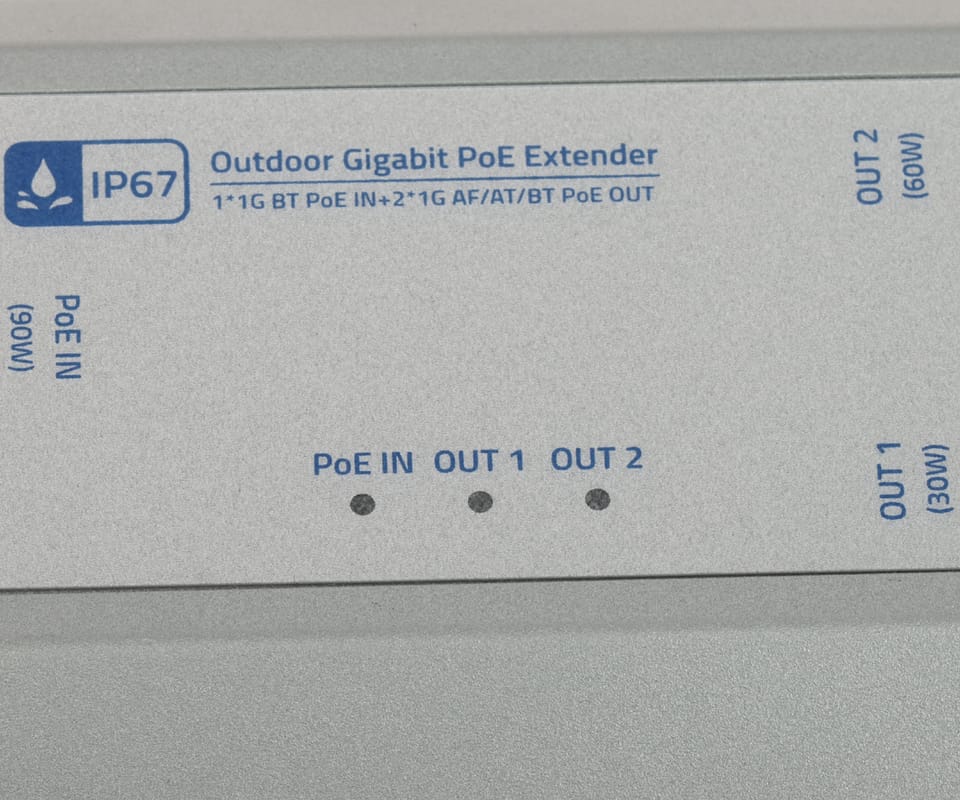 IP67
Outdoor Gigabit PoE Extender
1*1G BT PoE IN+2*1G AF/AT/BT PoE OUT
OUT 2
(60W)
PoE IN
(90W)
PoE IN OUT 1 OUT 2
OUT 1
(30W)